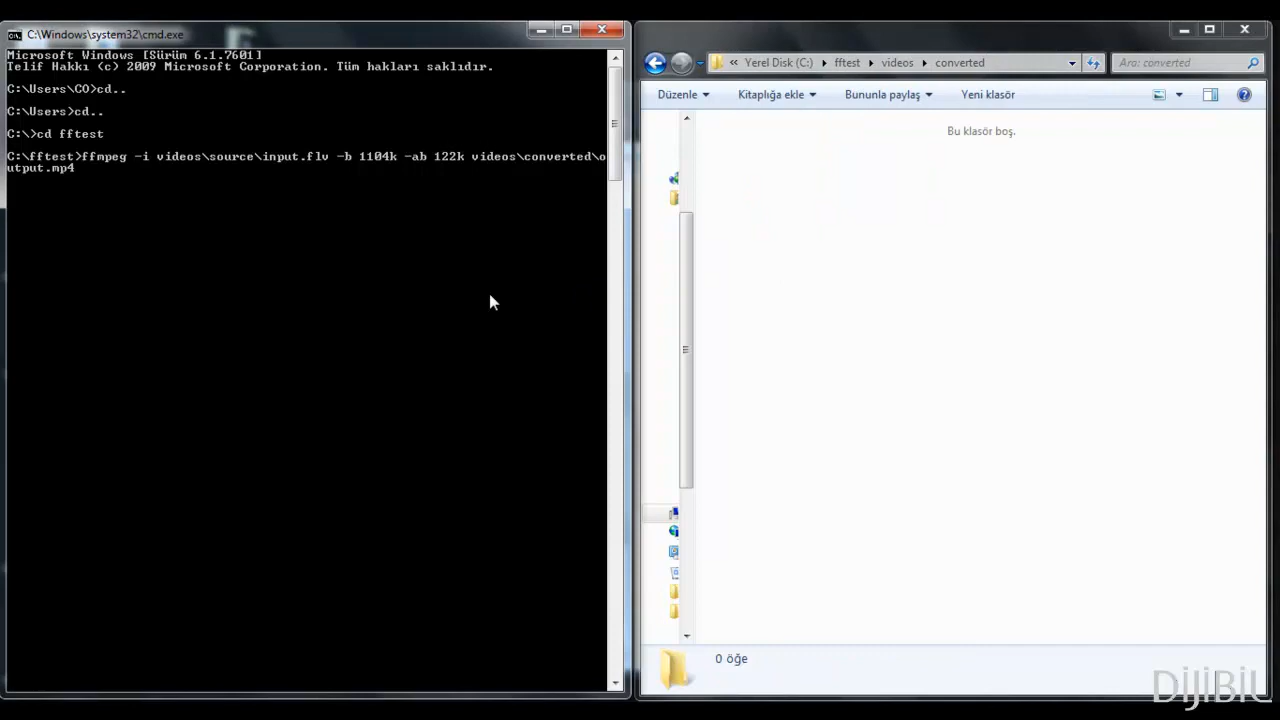 C:\Windows\system32\cmd.exe
Microsoft Windows [Sürüm 6.1.7601]
Telif Hakkı (c) 2009 Microsoft Corporation. Tüm hakları saklıdır.
C:\Users\CO>cd..
C:\Users>cd..
C:\>cd fftest
C:\fftest>ffmpeg -i videos\source\input.flv -b 1104k -ab 122k videos\converted\o
utput.mp4
« Yerel Disk (C:) fftest videos converted
Ara: converted
Düzenle Kitaplığa ekle Bununla paylaş Yeni klasör
Bu klasör boş.
0 öğe
DijiBil